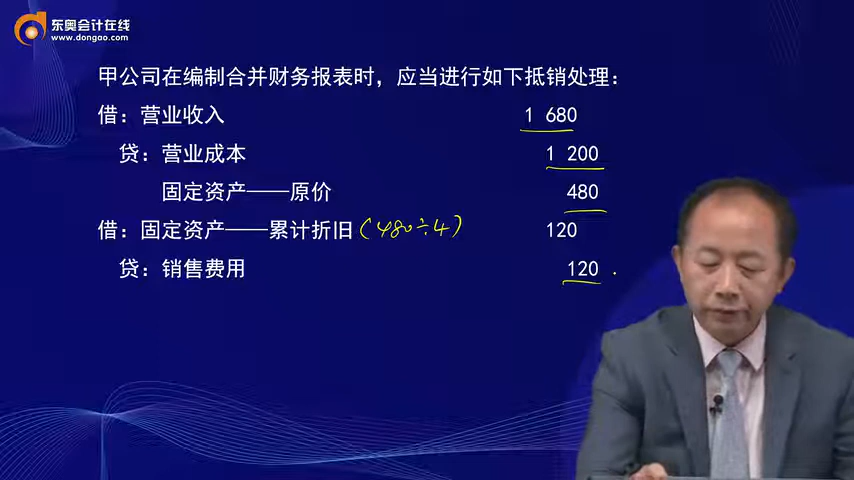 东奥会计在线
www.dongao.com
甲公司在编制合并财务报表时，应当进行如下抵销处理：
借：营业收入 1 680
贷：营业成本 1 200
固定资产——原价 480
借：固定资产——累计折旧 (480÷4) 120
贷：销售费用 120